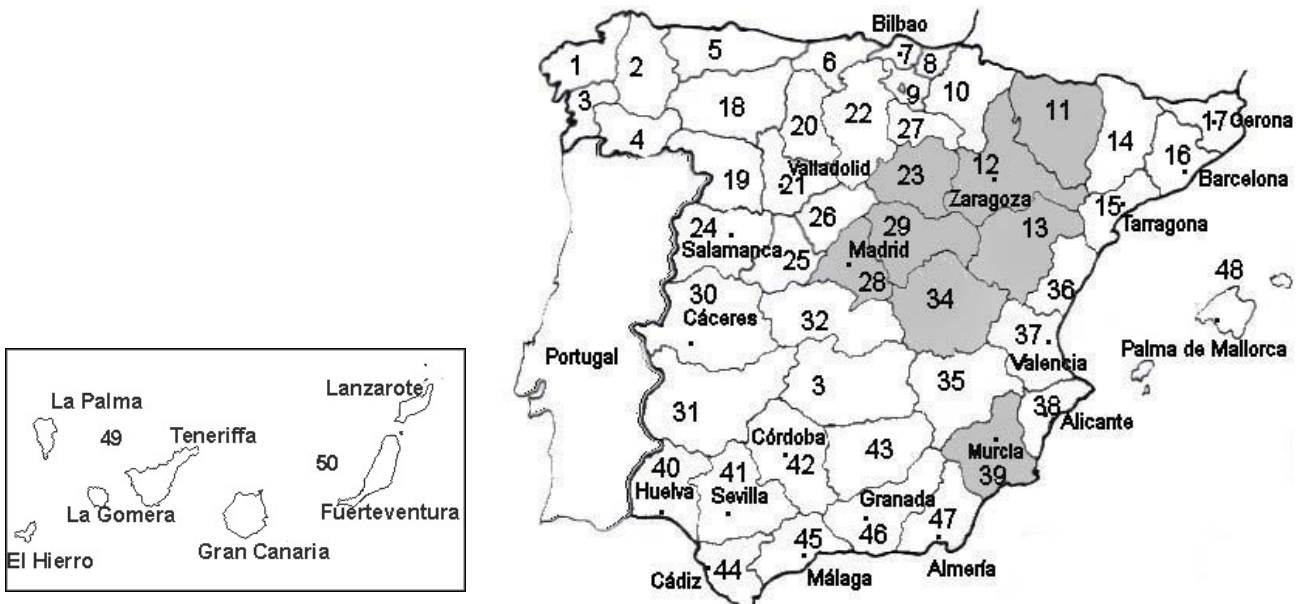 Bilbao
5
7
8
1
2
6
9
10
11
3
18
22
17
Gerona
20
27
14
4
16
12
Valladolid
23
19
21
Barcelona
Zaragoza
26
15
24
29
13
Tarragona
Salamanca
Madrid
25
48
28
36
30
34
32
Cáceres
37
Portugal
Valencia
Palma de Mallorca
35
3
Lanzarote
31
38
La Palma
Alicante
49
Teneriffa
Córdoba
Murcia
43
50
40
41
42
39
Huelva
Sevilla
Granada
La Gomera
Fuerteventura
47
46
45
El Hierro
Gran Canaria
44
Cádiz
Málaga
Almería